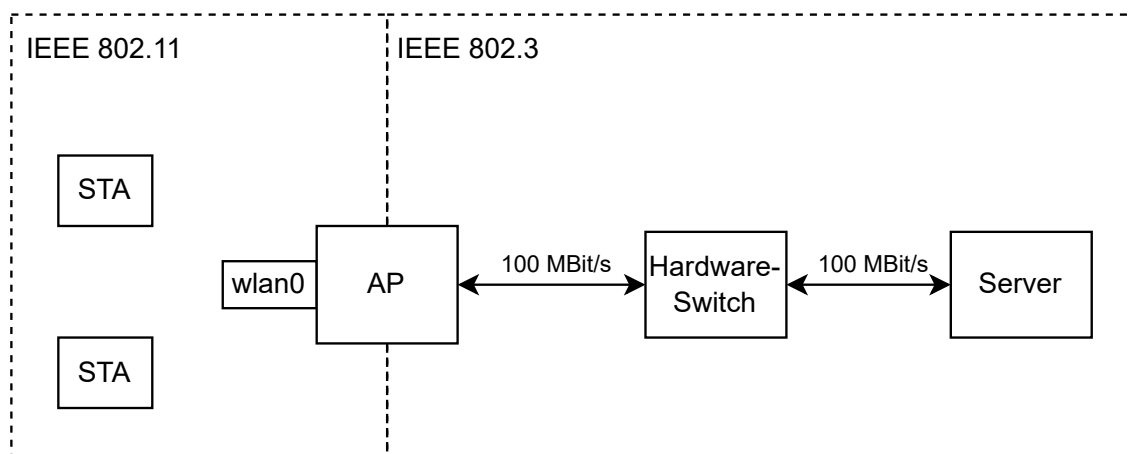 IEEE 802.11
IEEE 802.3
STA
wlan0
AP
100 MBit/s
Hardware-
Switch
100 MBit/s
Server
STA